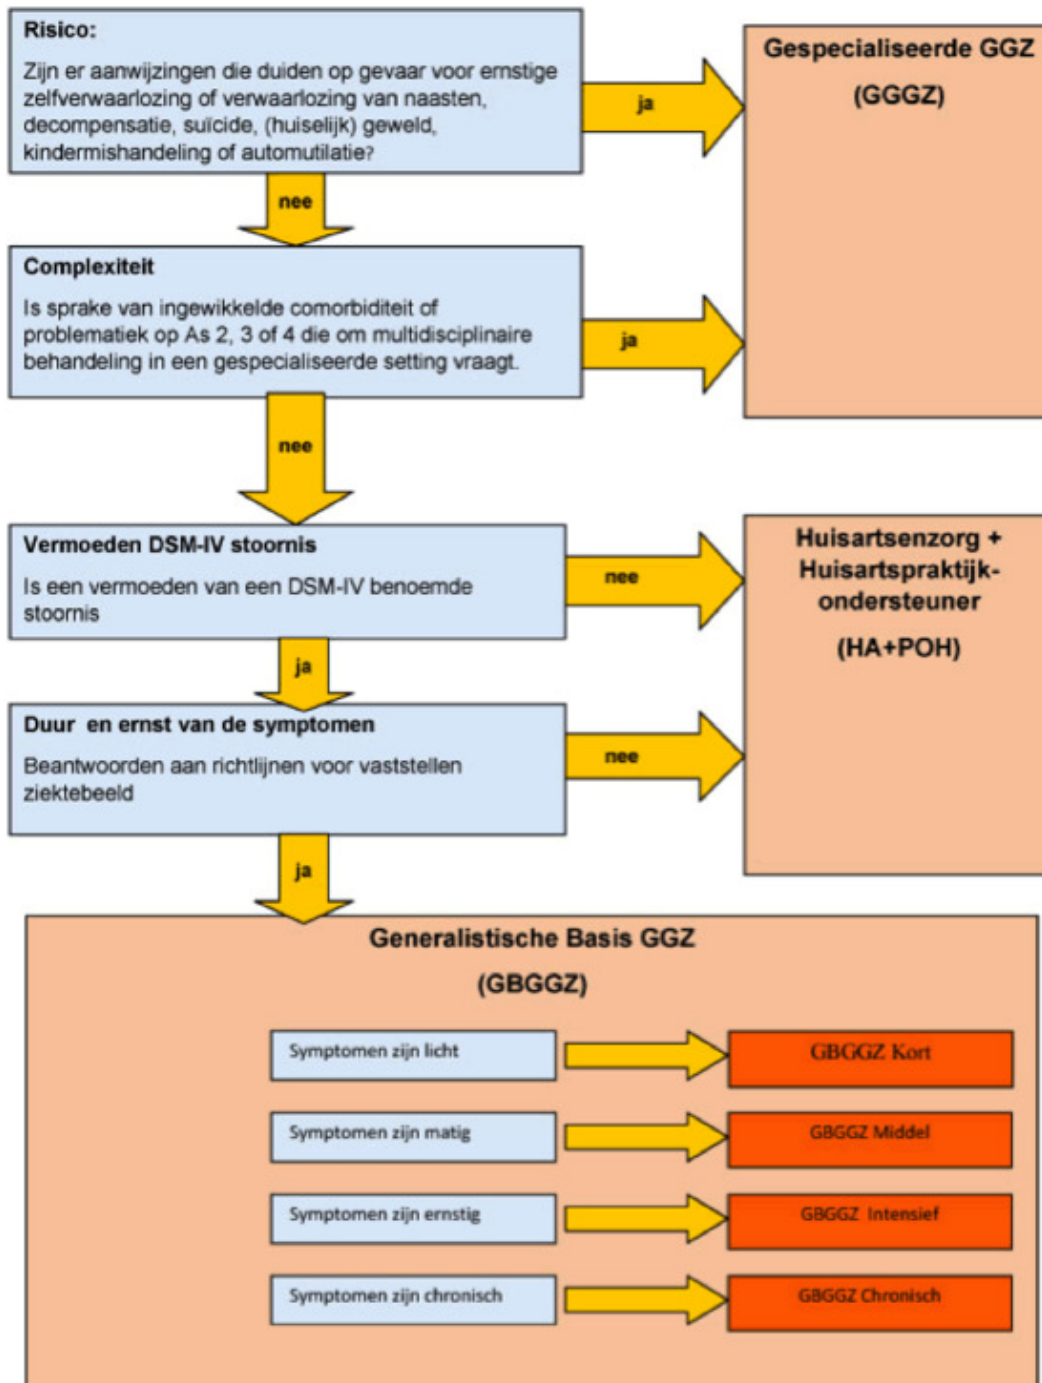 Risico:
Zijn er aanwijzingen die duiden op gevaar voor ernstige
zelfverwaarlozing of verwaarlozing van naasten,
decompensatie, suïcide, (huiselijk) geweld,
kindermishandeling of automutilatie?
ja
Gespecialiseerde GGZ
(GGGZ)
nee
Complexiteit
Is sprake van ingewikkelde comorbiditeit of
problematiek op As 2, 3 of 4 die om multidisciplinaire
behandeling in een gespecialiseerde setting vraagt.
ja
nee
Vermoeden DSM-IV stoornis
Is een vermoeden van een DSM-IV benoemde
stoornis
nee
Huisartsenzorg +
Huisartspraktijk-
ondersteuner
(HA+POH)
ja
Duur en ernst van de symptomen
Beantwoorden aan richtlijnen voor vaststellen
ziektebeeld
nee
ja
Generalistische Basis GGZ
(GBGGZ)
Symptomen zijn licht
GBGGZ Kort
Symptomen zijn matig
GBGGZ Middel
Symptomen zijn ernstig
GBGGZ Intensief
Symptomen zijn chronisch
GBGGZ Chronisch